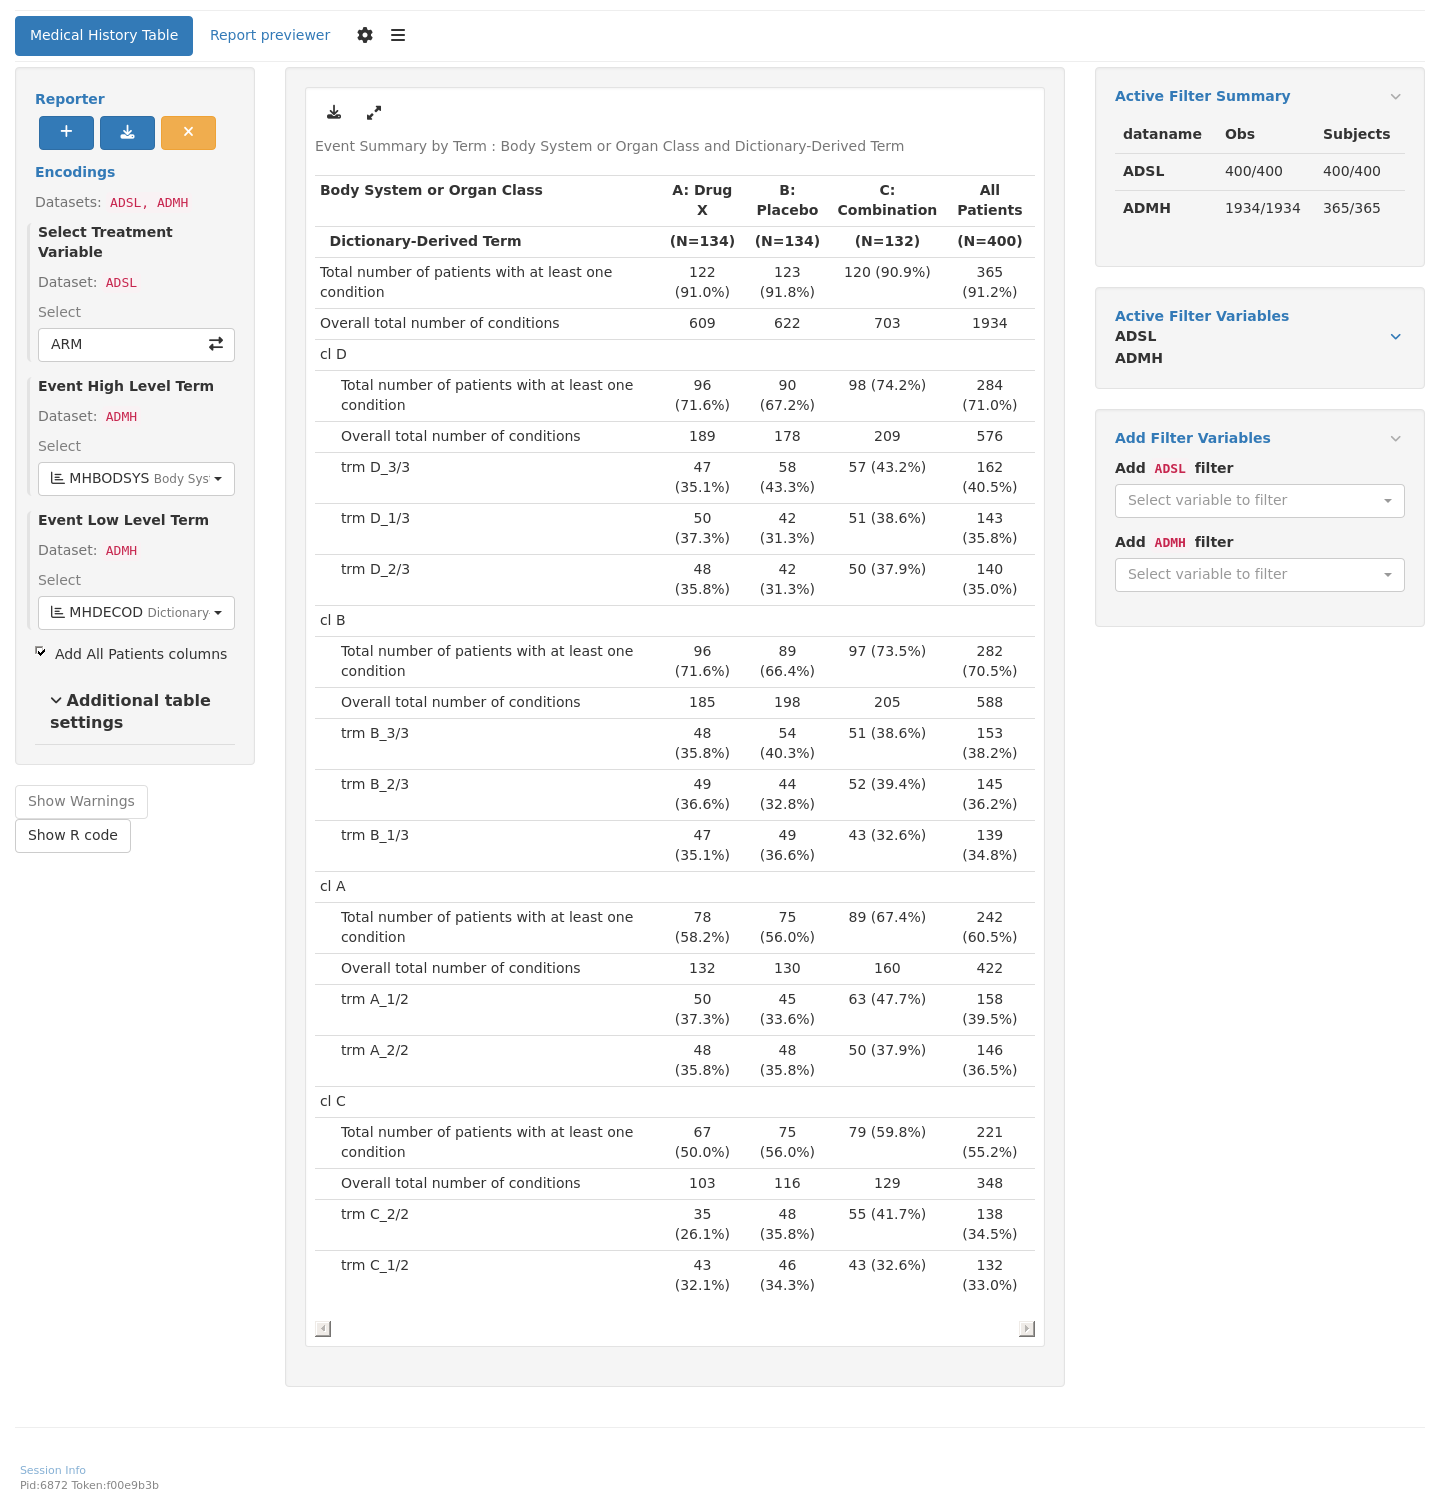 Medical History Table Report previewer
Reporter
Encodings
Datasets: ADSL, ADMH
Select Treatment
Variable
Dataset: ADSL
Select
ARM
Event High Level Term
Dataset: ADMH
Select
MHBODSYS Body Sys
Event Low Level Term
Dataset: ADMH
Select
MHDECOD Dictionary
Add All Patients columns
Additional table
settings
Show Warnings
Show R code
Event Summary by Term : Body System or Organ Class and Dictionary-Derived Term
Body System or Organ Class A: Drug B: C: All
X Placebo Combination Patients
Dictionary-Derived Term (N=134) (N=134) (N=132) (N=400)
Total number of patients with at least one 122 123 120 (90.9%) 365
condition (91.0%) (91.8%) (91.2%)
Overall total number of conditions 609 622 703 1934
cl D
Total number of patients with at least one 96 90 98 (74.2%) 284
condition (71.6%) (67.2%) (71.0%)
Overall total number of conditions 189 178 209 576
trm D_3/3 47 58 57 (43.2%) 162
(35.1%) (43.3%) (40.5%)
trm D_1/3 50 42 51 (38.6%) 143
(37.3%) (31.3%) (35.8%)
trm D_2/3 48 42 50 (37.9%) 140
(35.8%) (31.3%) (35.0%)
cl B
Total number of patients with at least one 96 89 97 (73.5%) 282
condition (71.6%) (66.4%) (70.5%)
Overall total number of conditions 185 198 205 588
trm B_3/3 48 54 51 (38.6%) 153
(35.8%) (40.3%) (38.2%)
trm B_2/3 49 44 52 (39.4%) 145
(36.6%) (32.8%) (36.2%)
trm B_1/3 47 49 43 (32.6%) 139
(35.1%) (36.6%) (34.8%)
cl A
Total number of patients with at least one 78 75 89 (67.4%) 242
condition (58.2%) (56.0%) (60.5%)
Overall total number of conditions 132 130 160 422
trm A_1/2 50 45 63 (47.7%) 158
(37.3%) (33.6%) (39.5%)
trm A_2/2 48 48 50 (37.9%) 146
(35.8%) (35.8%) (36.5%)
cl C
Total number of patients with at least one 67 75 79 (59.8%) 221
condition (50.0%) (56.0%) (55.2%)
Overall total number of conditions 103 116 129 348
trm C_2/2 35 48 55 (41.7%) 138
(26.1%) (35.8%) (34.5%)
trm C_1/2 43 46 43 (32.6%) 132
(32.1%) (34.3%) (33.0%)
Active Filter Summary
dataname Obs Subjects
ADSL 400/400 400/400
ADMH 1934/1934 365/365
Active Filter Variables
ADSL
ADMH
Add Filter Variables
Add ADSL filter
Select variable to filter
Add ADMH filter
Select variable to filter
Session Info
Pid:6872 Token:f00e9b3b